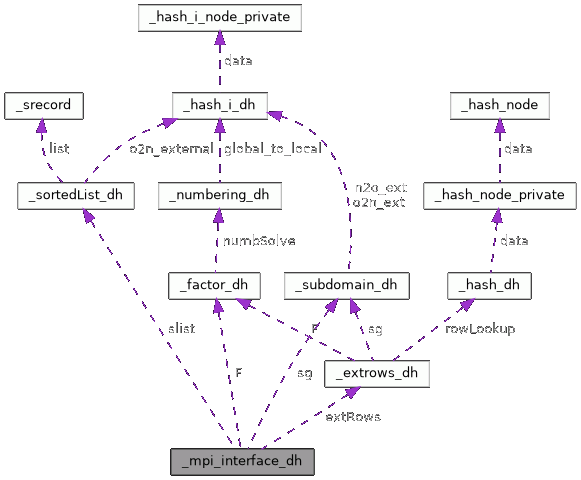 _hash_i_node_private
data
_srecord
_hash_i_dh
_hash_node
list
o2n_external
global_to_local
data
n2o_ext
o2n_ext
_sortedList_dh
_numbering_dh
_hash_node_private
numbSolve
data
_factor_dh
_subdomain_dh
_hash_dh
slist
F
sg
rowLookup
F
sg
_extrows_dh
extRows
_mpi_interface_dh